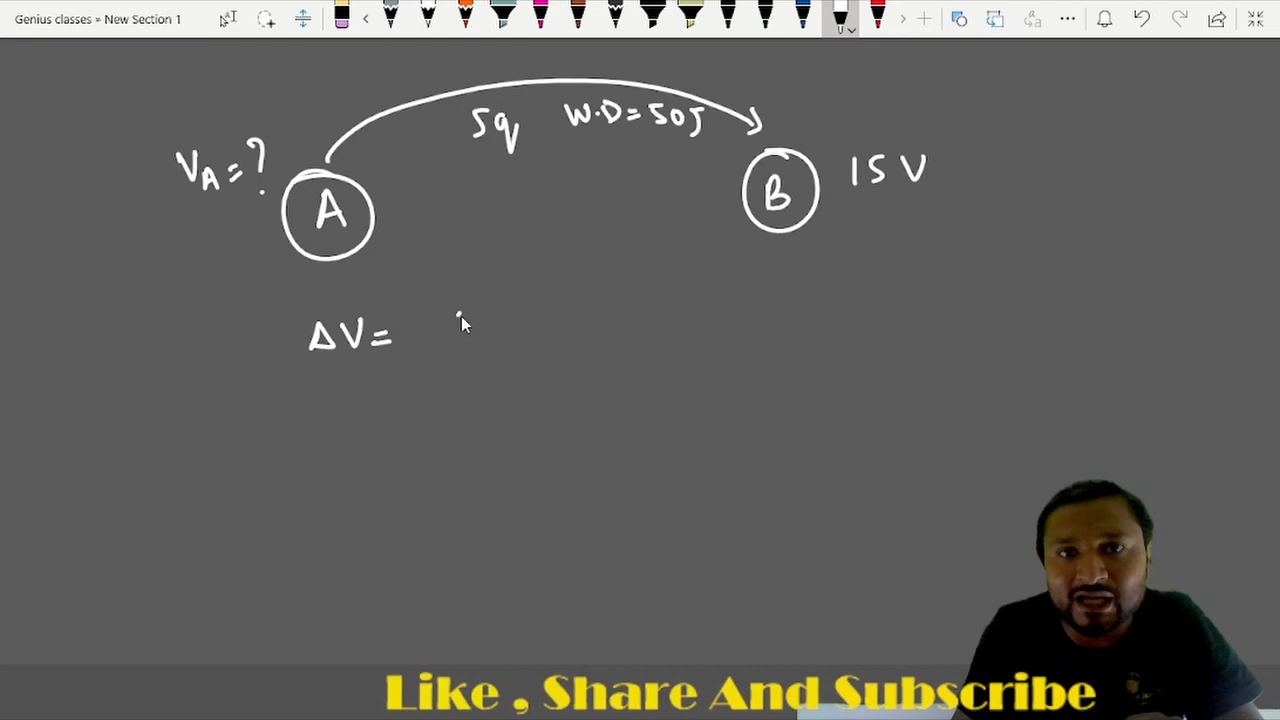 Genius classes » New Section 1
5q W.D=50J
VA=? A B 15 V
ΔV=
Like , Share And Subscribe